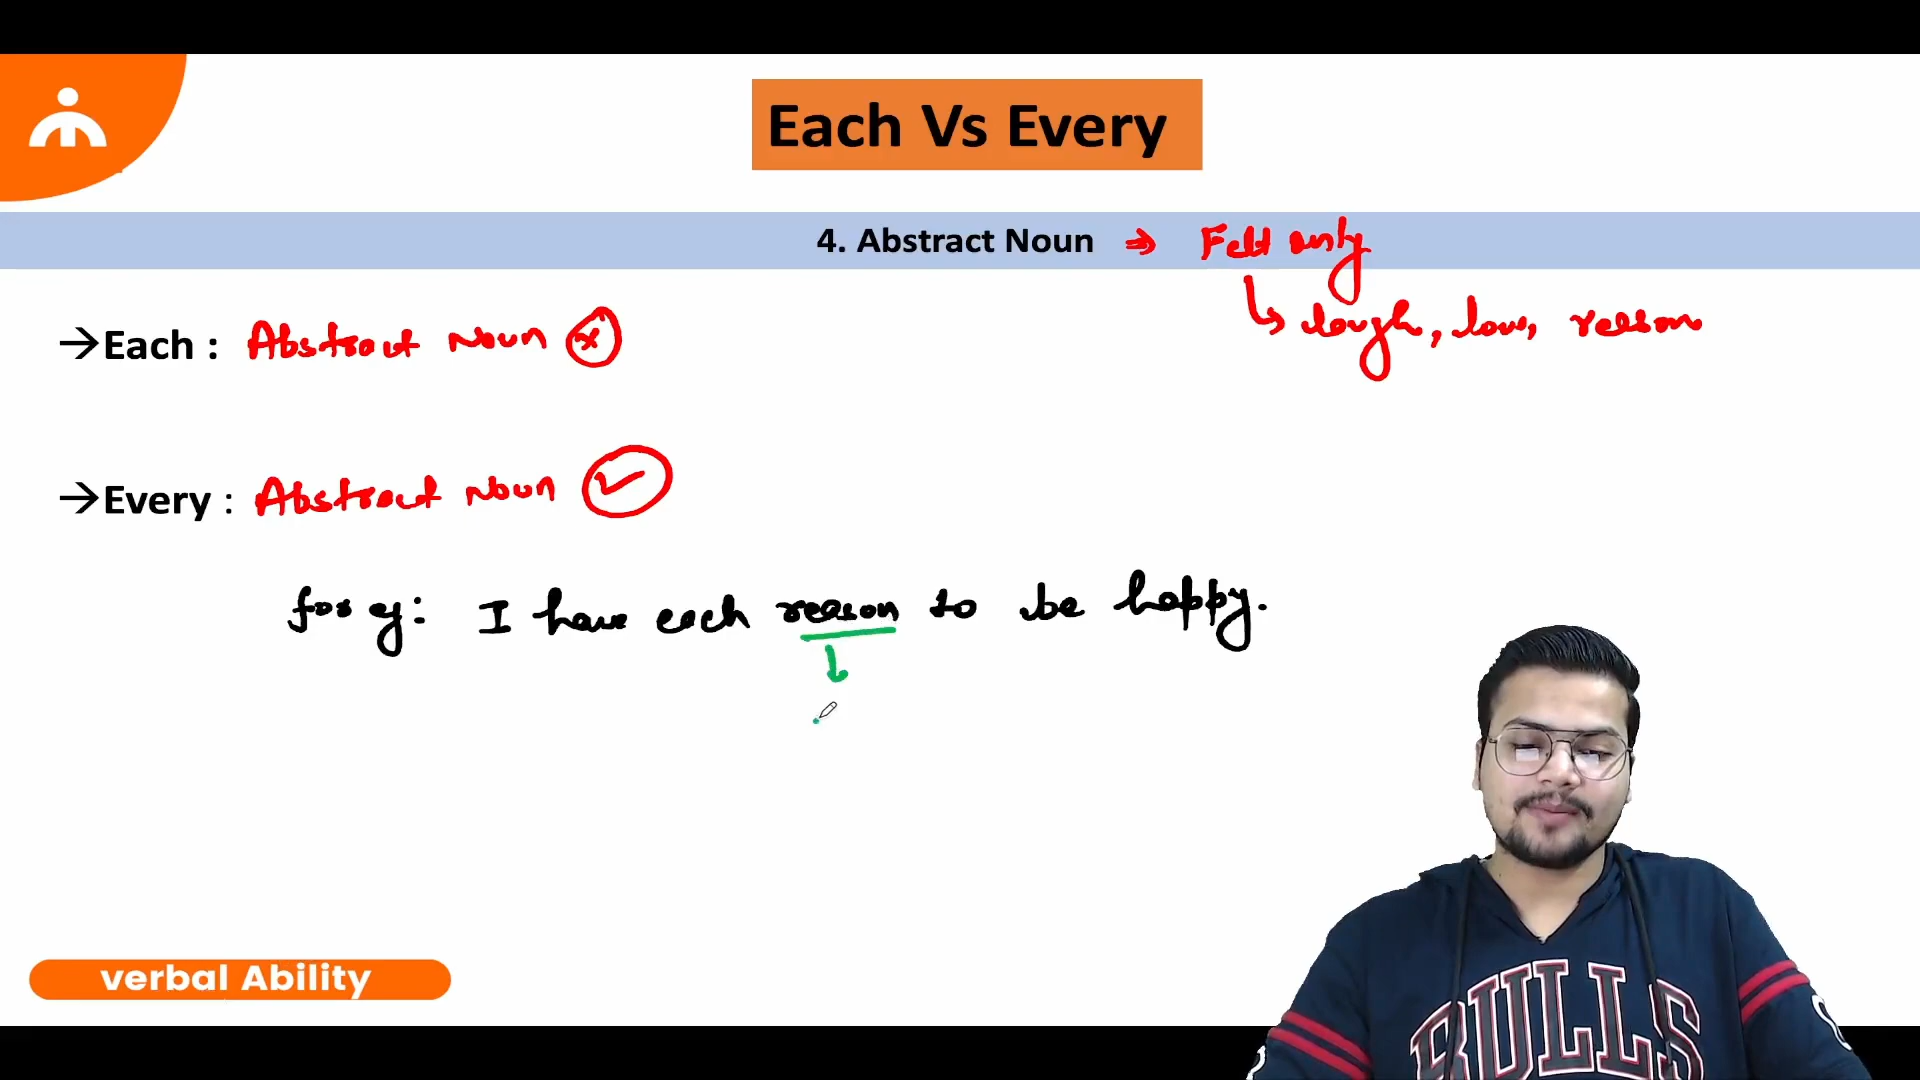 Each Vs Every
4. Abstract Noun ⇒ Felt only
↳ laugh, love, reason
→Each : Abstract Noun ⓧ
→Every : Abstract Noun ✓
for eg: I have each reason to be happy.
verbal Ability
BULLS